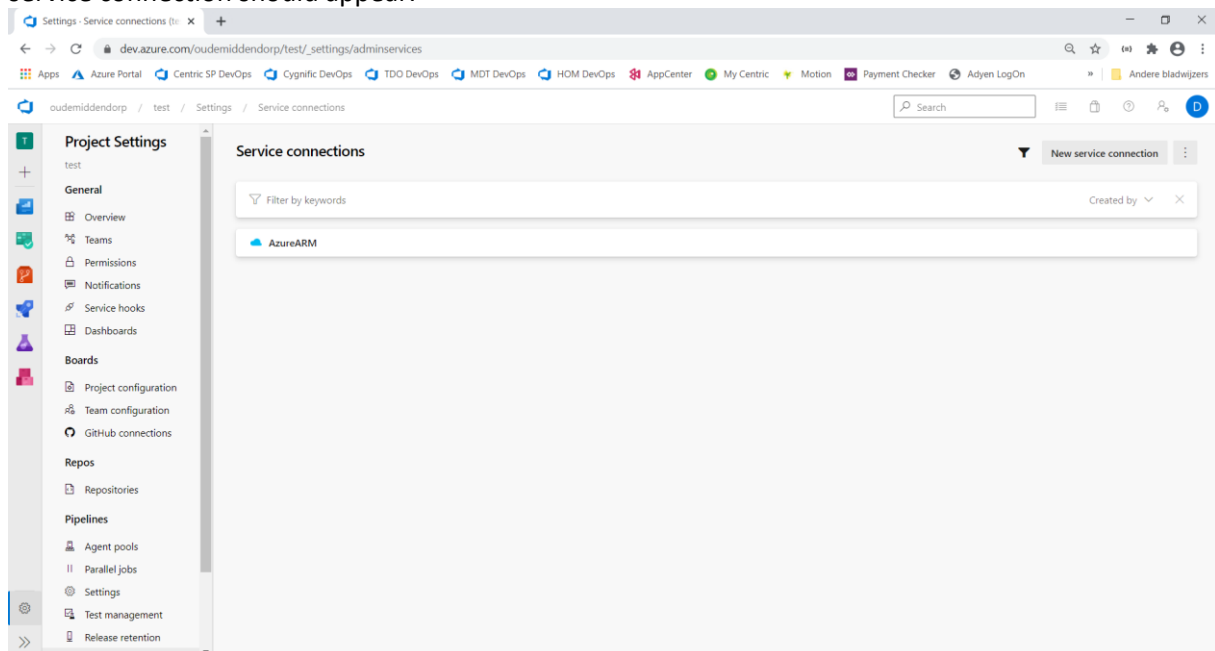 service connection should appear.
Settings · Service connections (te
dev.azure.com/oudemiddendorp/test/_settings/adminservices
Apps Azure Portal Centric SP DevOps Cygnific DevOps TDO DevOps MDT DevOps HOM DevOps AppCenter My Centric Motion Payment Checker Adyen LogOn » Andere bladwijzers
oudemiddendorp / test / Settings / Service connections Search D
T Project Settings
test
Service connections New service connection
General
Filter by keywords Created by
Overview
Teams
AzureARM
Permissions
Notifications
Service hooks
Dashboards
Boards
Project configuration
Team configuration
GitHub connections
Repos
Repositories
Pipelines
Agent pools
Parallel jobs
Settings
Test management
Release retention